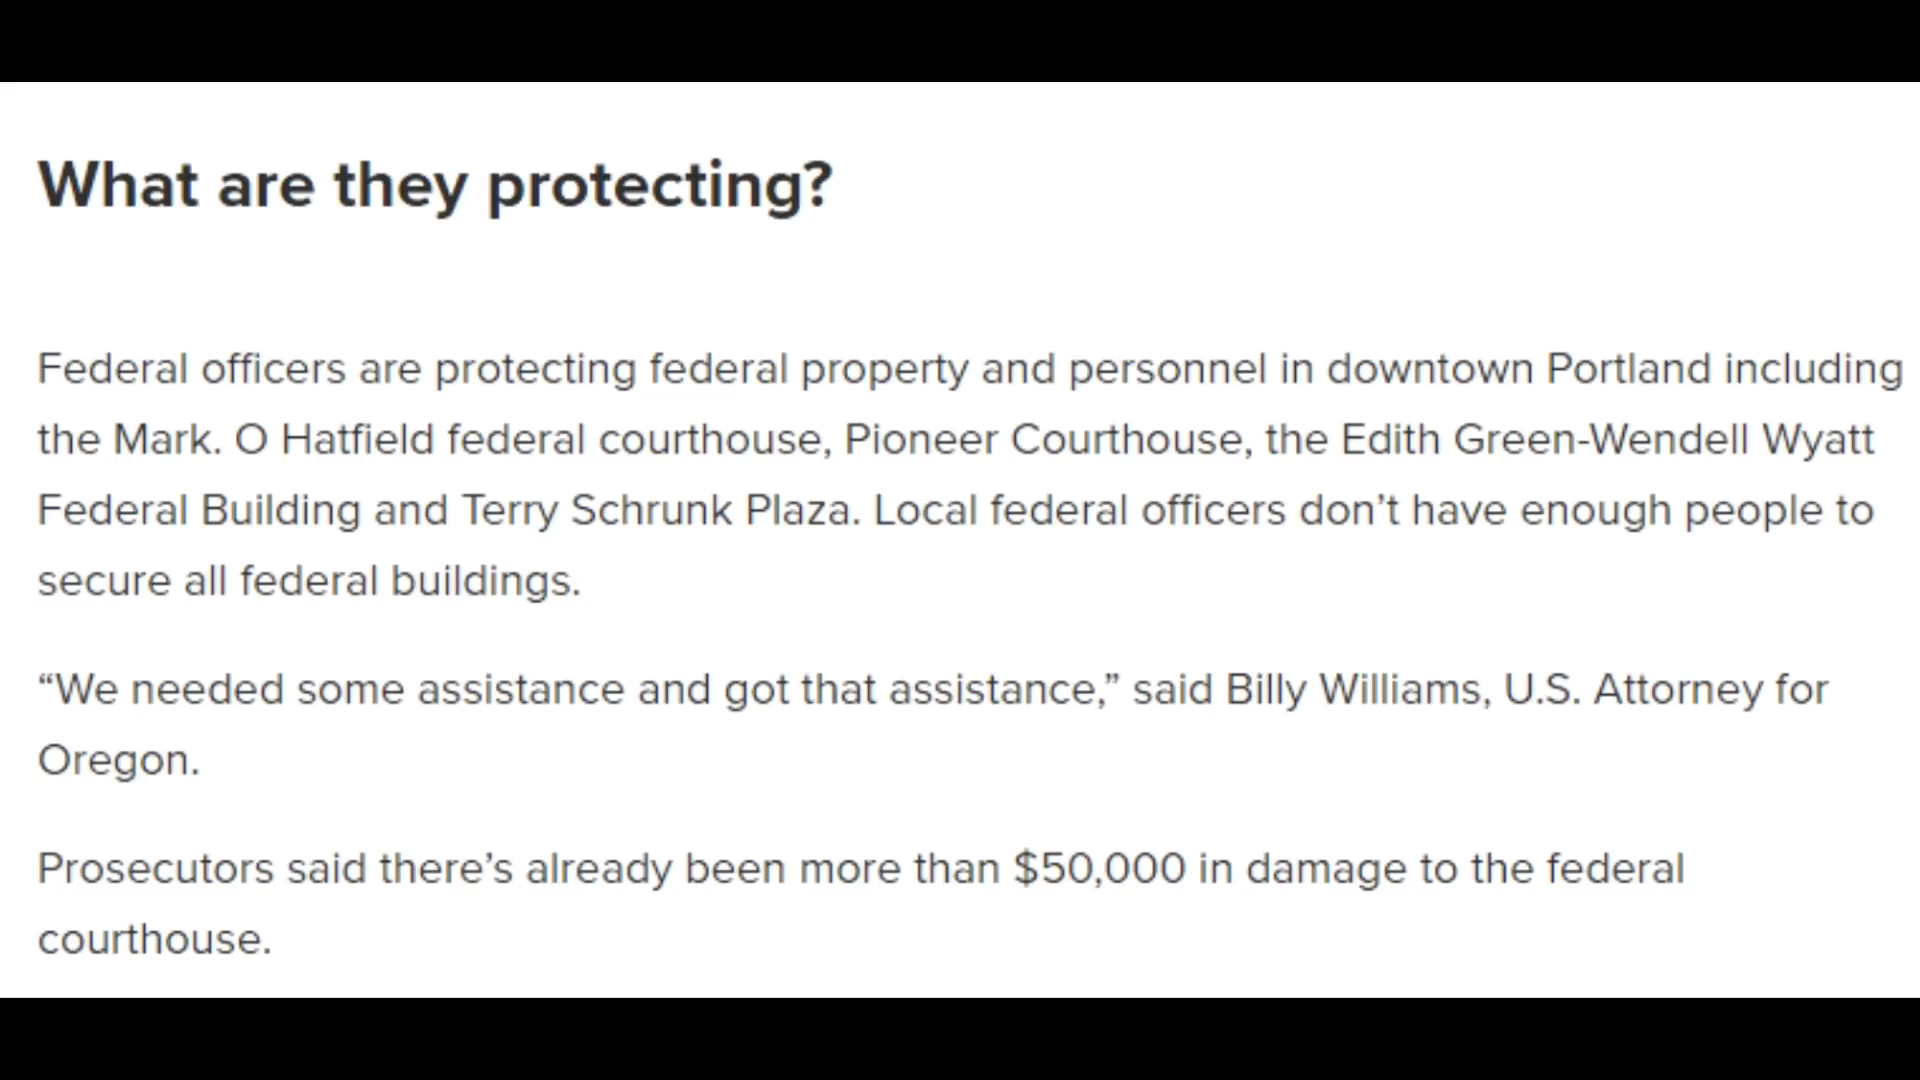 What are they protecting?
Federal officers are protecting federal property and personnel in downtown Portland including
the Mark. O Hatfield federal courthouse, Pioneer Courthouse, the Edith Green-Wendell Wyatt
Federal Building and Terry Schrunk Plaza. Local federal officers don’t have enough people to
secure all federal buildings.
“We needed some assistance and got that assistance,” said Billy Williams, U.S. Attorney for
Oregon.
Prosecutors said there’s already been more than $50,000 in damage to the federal
courthouse.